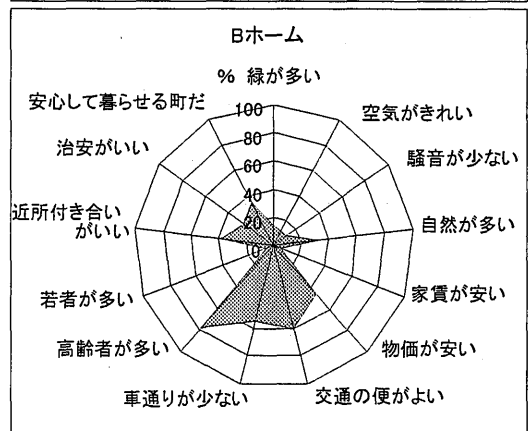 Bホーム
% 緑が多い
安心して暮らせる町だ
空気がきれい
治安がいい
騒音が少ない
近所付き合い
がいい
自然が多い
若者が多い
家賃が安い
高齢者が多い
物価が安い
車通りが少ない
交通の便がよい
100
80
60
40
20
0